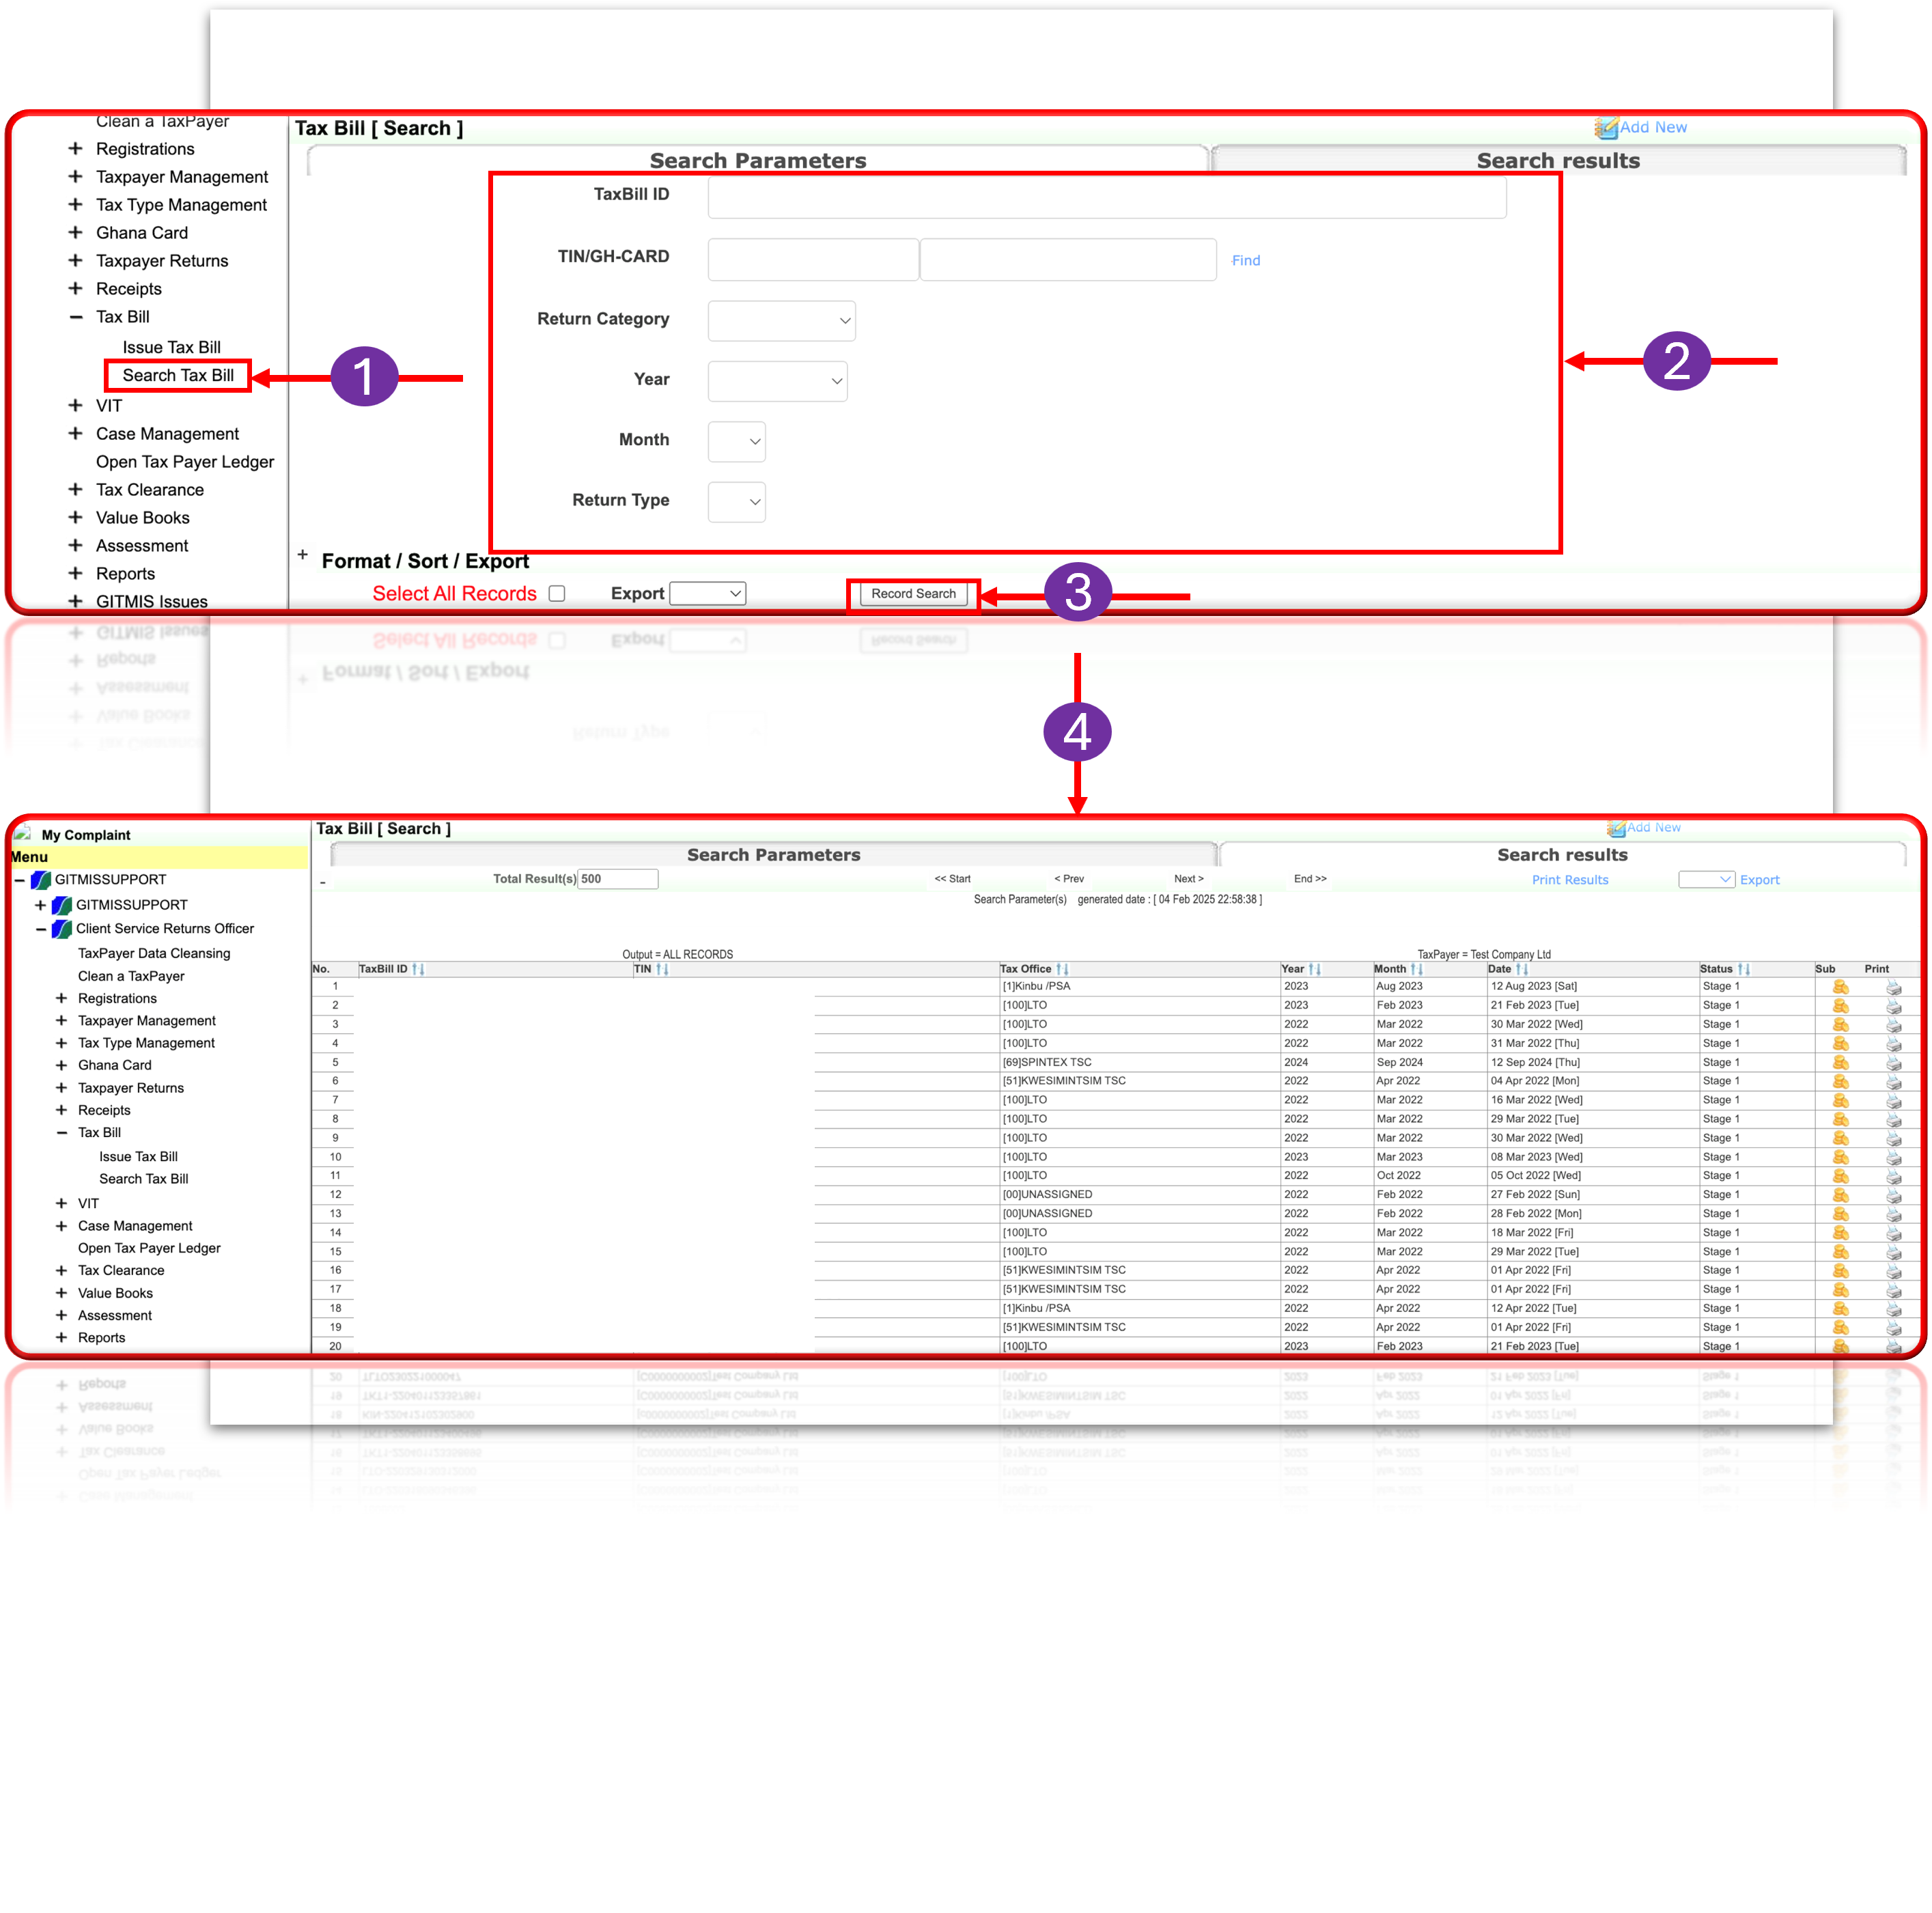 Clean a TaxPayer
Registrations
Taxpayer Management
Tax Type Management
Ghana Card
Taxpayer Returns
Receipts
Tax Bill
Issue Tax Bill
Search Tax Bill
VIT
Case Management
Open Tax Payer Ledger
Tax Clearance
Value Books
Assessment
Reports
GITMIS Issues
Tax Bill [ Search ]
Add New
Search Parameters
Search results
TaxBill ID
TIN/GH-CARD
Find
Return Category
Year
Month
Return Type
+ Format / Sort / Export
Select All Records
Export
Record Search
1
2
3
4
My Complaint
Menu
GITMISSUPPORT
GITMISSUPPORT
Client Service Returns Officer
TaxPayer Data Cleansing
Clean a TaxPayer
Registrations
Taxpayer Management
Tax Type Management
Ghana Card
Taxpayer Returns
Receipts
Tax Bill
Issue Tax Bill
Search Tax Bill
VIT
Case Management
Open Tax Payer Ledger
Tax Clearance
Value Books
Assessment
Reports
Tax Bill [ Search ]
Add New
Search Parameters
Search results
- Total Result(s) 500 << Start < Prev Next > End >> Print Results Export
Search Parameter(s) generated date : [ 04 Feb 2025 22:58:38 ]
Output = ALL RECORDS TaxPayer = Test Company Ltd
No. TaxBill ID TIN Tax Office Year Month Date Status Sub Print
1 [1]Kinbu /PSA 2023 Aug 2023 12 Aug 2023 [Sat] Stage 1
2 [100]LTO 2023 Feb 2023 21 Feb 2023 [Tue] Stage 1
3 [100]LTO 2022 Mar 2022 30 Mar 2022 [Wed] Stage 1
4 [100]LTO 2022 Mar 2022 31 Mar 2022 [Thu] Stage 1
5 [69]SPINTEX TSC 2024 Sep 2024 12 Sep 2024 [Thu] Stage 1
6 [51]KWESIMINTSIM TSC 2022 Apr 2022 04 Apr 2022 [Mon] Stage 1
7 [100]LTO 2022 Mar 2022 16 Mar 2022 [Wed] Stage 1
8 [100]LTO 2022 Mar 2022 29 Mar 2022 [Tue] Stage 1
9 [100]LTO 2022 Mar 2022 30 Mar 2022 [Wed] Stage 1
10 [100]LTO 2023 Mar 2023 08 Mar 2023 [Wed] Stage 1
11 [100]LTO 2022 Oct 2022 05 Oct 2022 [Wed] Stage 1
12 [00]UNASSIGNED 2022 Feb 2022 27 Feb 2022 [Sun] Stage 1
13 [00]UNASSIGNED 2022 Feb 2022 28 Feb 2022 [Mon] Stage 1
14 [100]LTO 2022 Mar 2022 18 Mar 2022 [Fri] Stage 1
15 [100]LTO 2022 Mar 2022 29 Mar 2022 [Tue] Stage 1
16 [51]KWESIMINTSIM TSC 2022 Apr 2022 01 Apr 2022 [Fri] Stage 1
17 [51]KWESIMINTSIM TSC 2022 Apr 2022 01 Apr 2022 [Fri] Stage 1
18 [1]Kinbu /PSA 2022 Apr 2022 12 Apr 2022 [Tue] Stage 1
19 [51]KWESIMINTSIM TSC 2022 Apr 2022 01 Apr 2022 [Fri] Stage 1
20 [100]LTO 2023 Feb 2023 21 Feb 2023 [Tue] Stage 1